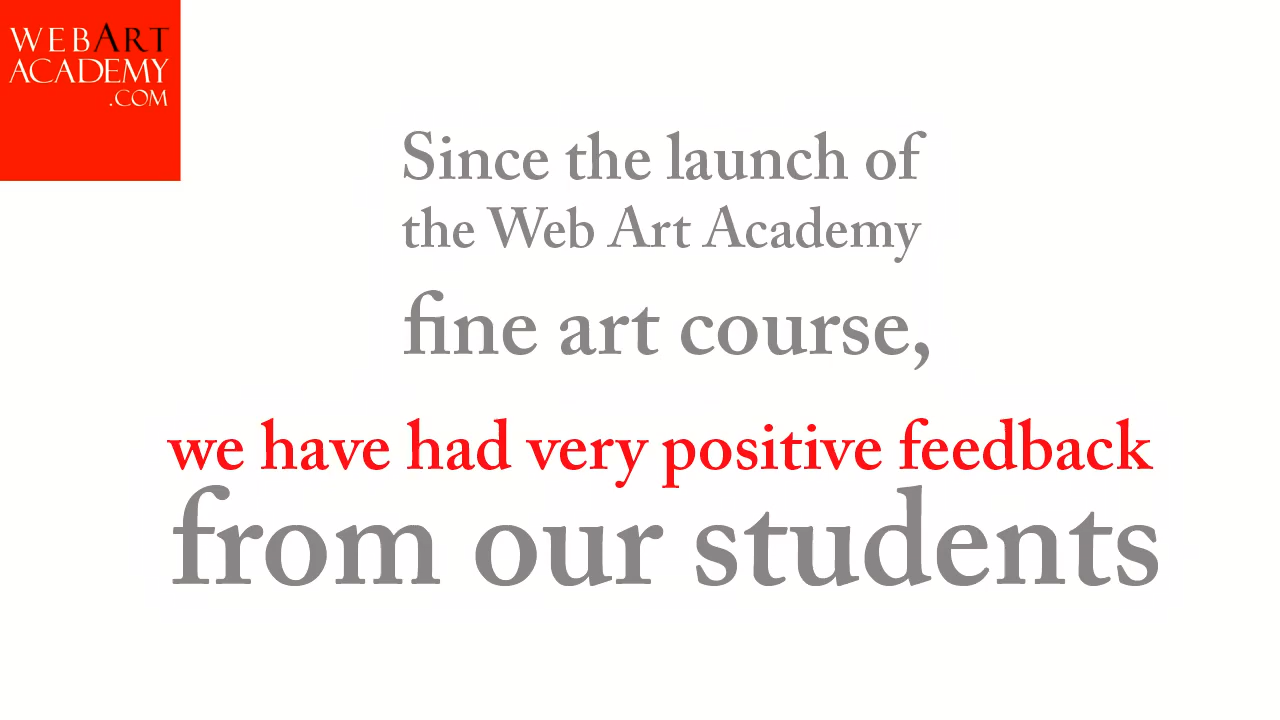 WEBART
ACADEMY
.COM
Since the launch of
the Web Art Academy
fine art course,
we have had very positive feedback
from our students